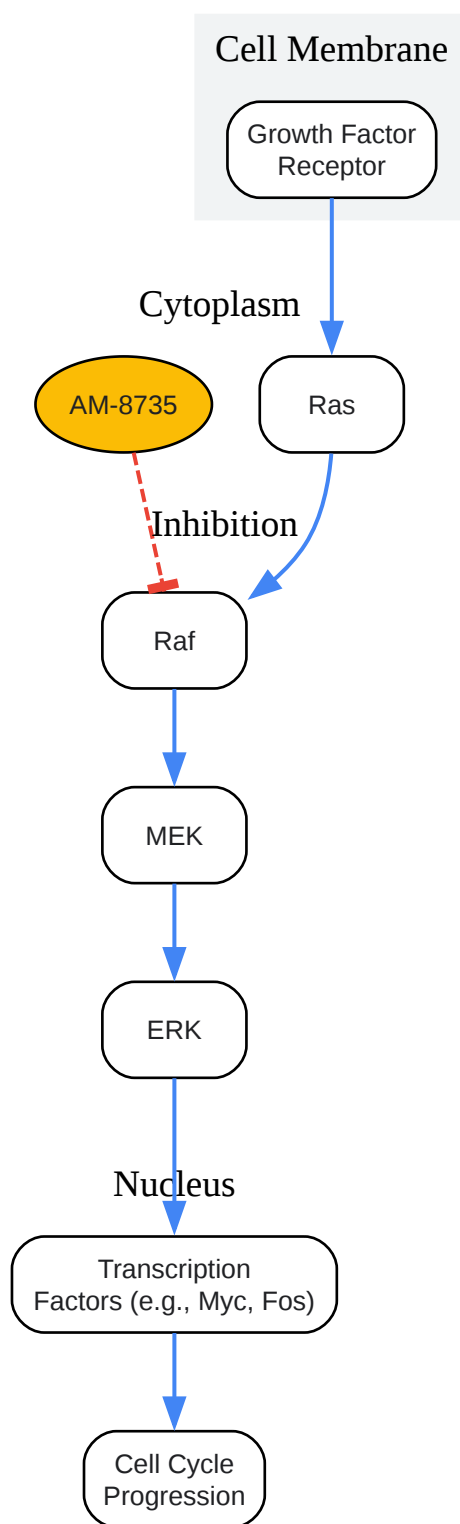 Cell Membrane
Growth Factor
Receptor
Cytoplasm
AM-8735
Ras
Inhibition
Raf
MEK
ERK
Nucleus
Transcription
Factors (e.g., Myc, Fos)
Cell Cycle
Progression